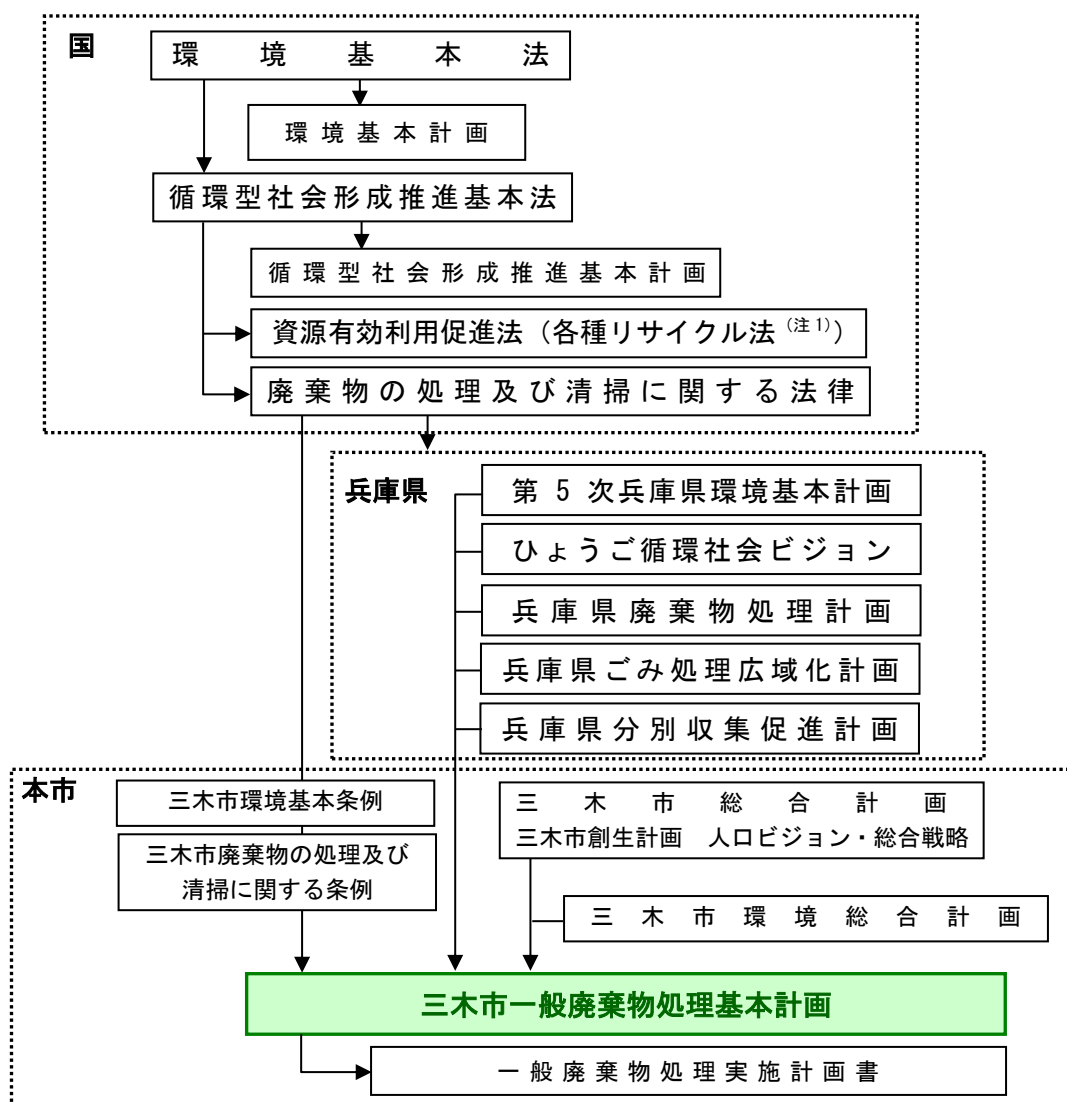 国
環境基本法
環境基本計画
循環型社会形成推進基本法
循環型社会形成推進基本計画
資源有効利用促進法（各種リサイクル法（注1））
廃棄物の処理及び清掃に関する法律
兵庫県
第5次兵庫県環境基本計画
ひょうご循環社会ビジョン
兵庫県廃棄物処理計画
兵庫県ごみ処理広域化計画
兵庫県分別収集促進計画
本市
三木市環境基本条例
三木市廃棄物の処理及び
清掃に関する条例
三木市総合計画
三木市創生計画　人口ビジョン・総合戦略
三木市環境総合計画
三木市一般廃棄物処理基本計画
一般廃棄物処理実施計画書